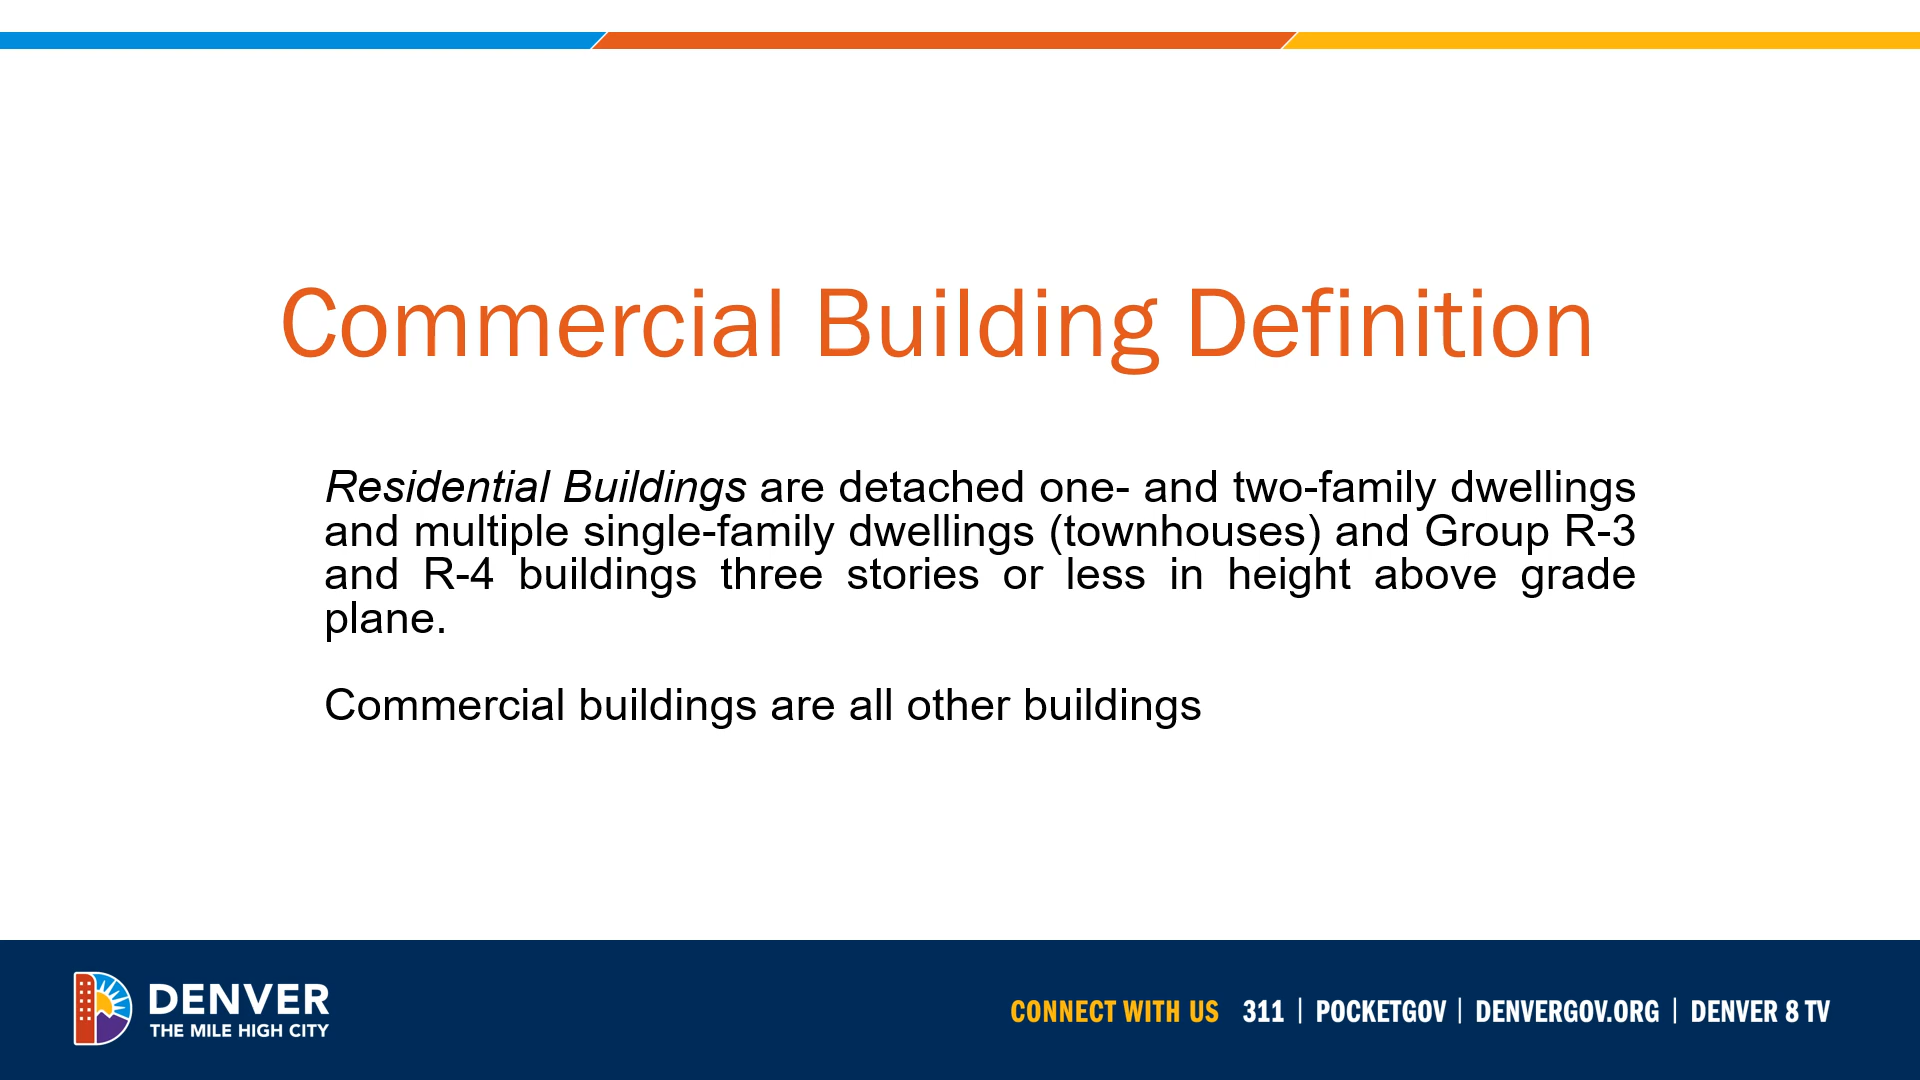 Commercial Building Definition
Residential Buildings are detached one- and two-family dwellings
and multiple single-family dwellings (townhouses) and Group R-3
and R-4 buildings three stories or less in height above grade
plane.
Commercial buildings are all other buildings
DENVER
THE MILE HIGH CITY
CONNECT WITH US 311 | POCKETGOV | DENVERGOV.ORG | DENVER 8 TV